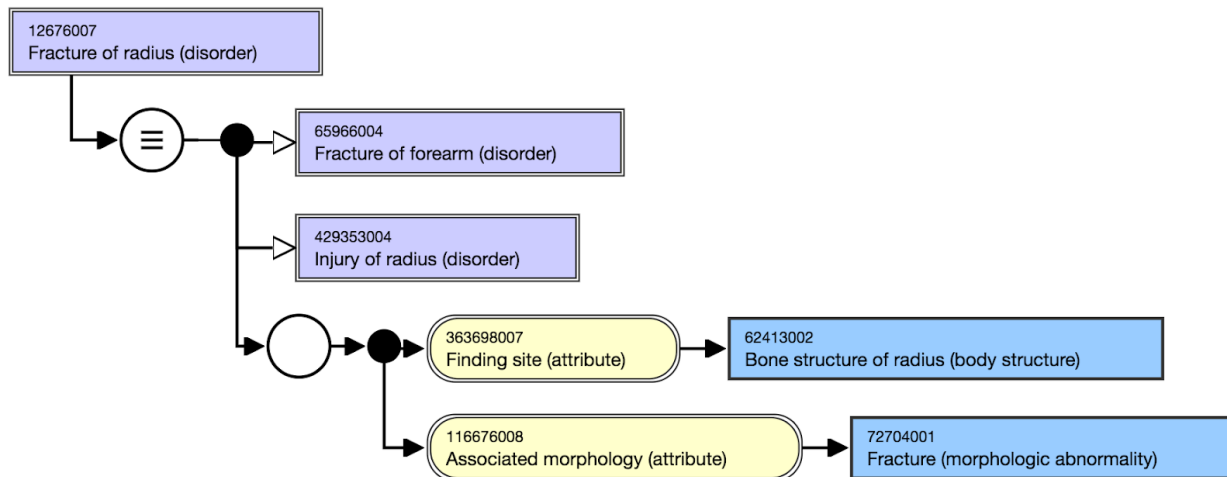 12676007
Fracture of radius (disorder)
65966004
Fracture of forearm (disorder)
429353004
Injury of radius (disorder)
363698007
Finding site (attribute)
62413002
Bone structure of radius (body structure)
116676008
Associated morphology (attribute)
72704001
Fracture (morphologic abnormality)